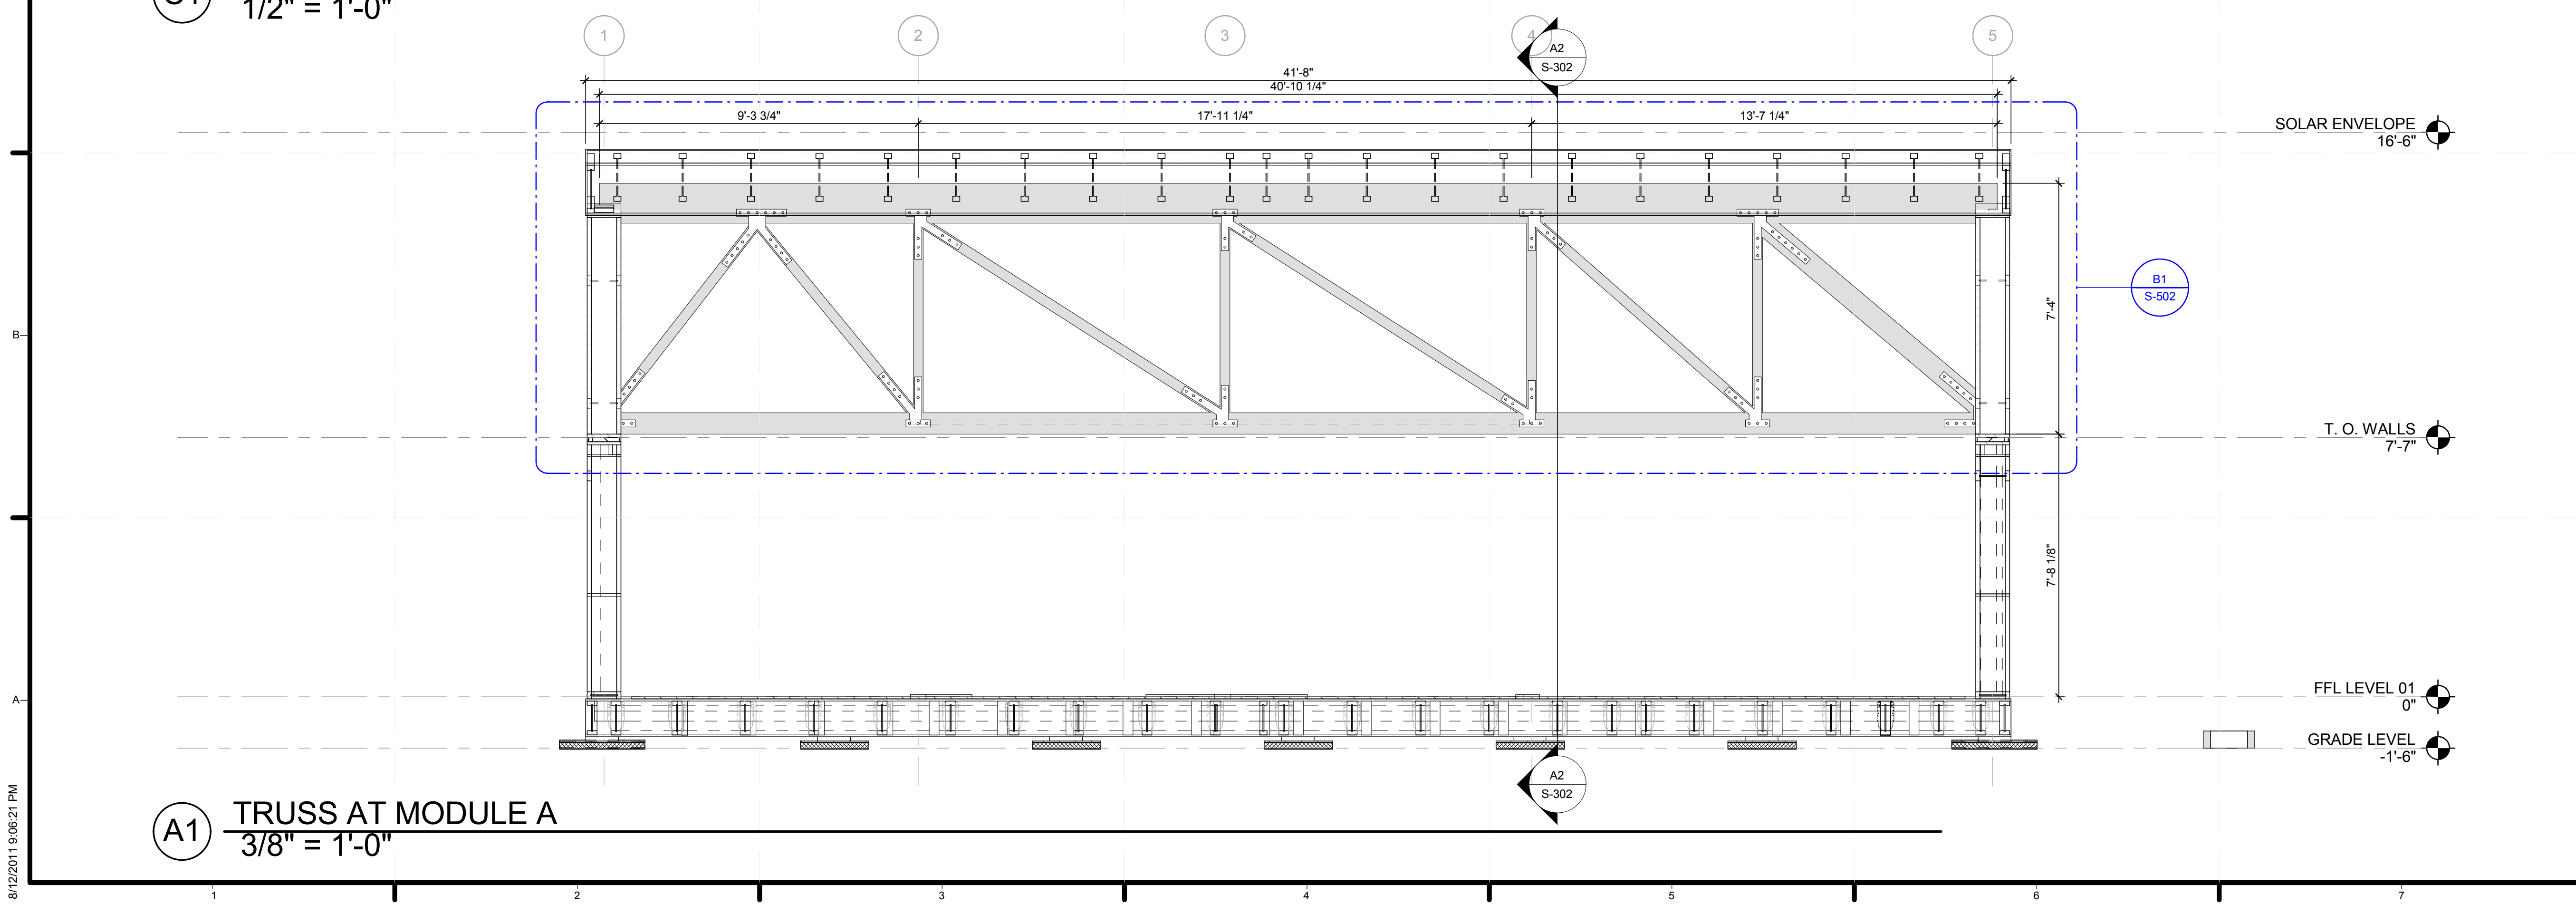 1/2" = 1'-0"
1
2
3
4
5
A2
S-302
41'-8"
40'-10 1/4"
9'-3 3/4"
17'-11 1/4"
13'-7 1/4"
SOLAR ENVELOPE
16'-6"
B1
S-502
7'-4"
B
T. O. WALLS
7'-7"
7'-8 1/8"
A
FFL LEVEL 01
0"
GRADE LEVEL
-1'-6"
A2
S-302
A1
TRUSS AT MODULE A
3/8" = 1'-0"
8/12/2011 9:06:21 PM
1
2
3
4
5
6
7